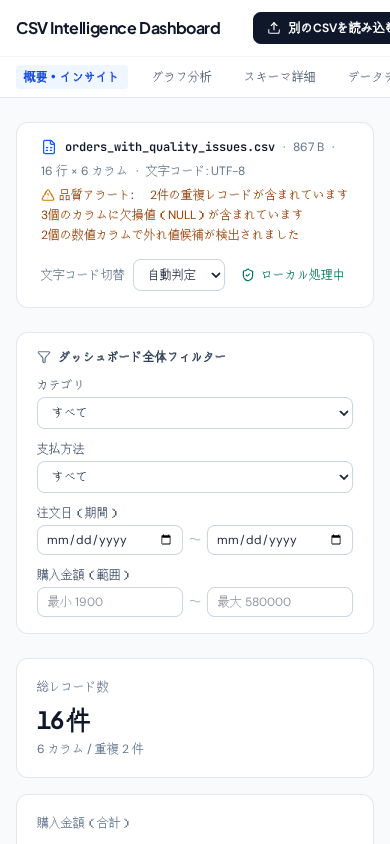 CSV Intelligence Dashboard
別のCSVを読み込む
概要・インサイト
グラフ分析
スキーマ詳細
orders_with_quality_issues.csv · 867 B ·
16 行 × 6 カラム · 文字コード: UTF-8
品質アラート: 2件の重複レコードが含まれています
3個のカラムに欠損値（NULL）が含まれています
2個の数値カラムで外れ値候補が検出されました
文字コード切替
自動判定
ローカル処理中
ダッシュボード全体フィルター
カテゴリ
すべて
支払方法
すべて
注文日（期間）
mm/dd/yyyy ～ mm/dd/yyyy
購入金額（範囲）
最小 1900 ～ 最大 580000
総レコード数
16件
6 カラム / 重複 2 件
購入金額（合計）